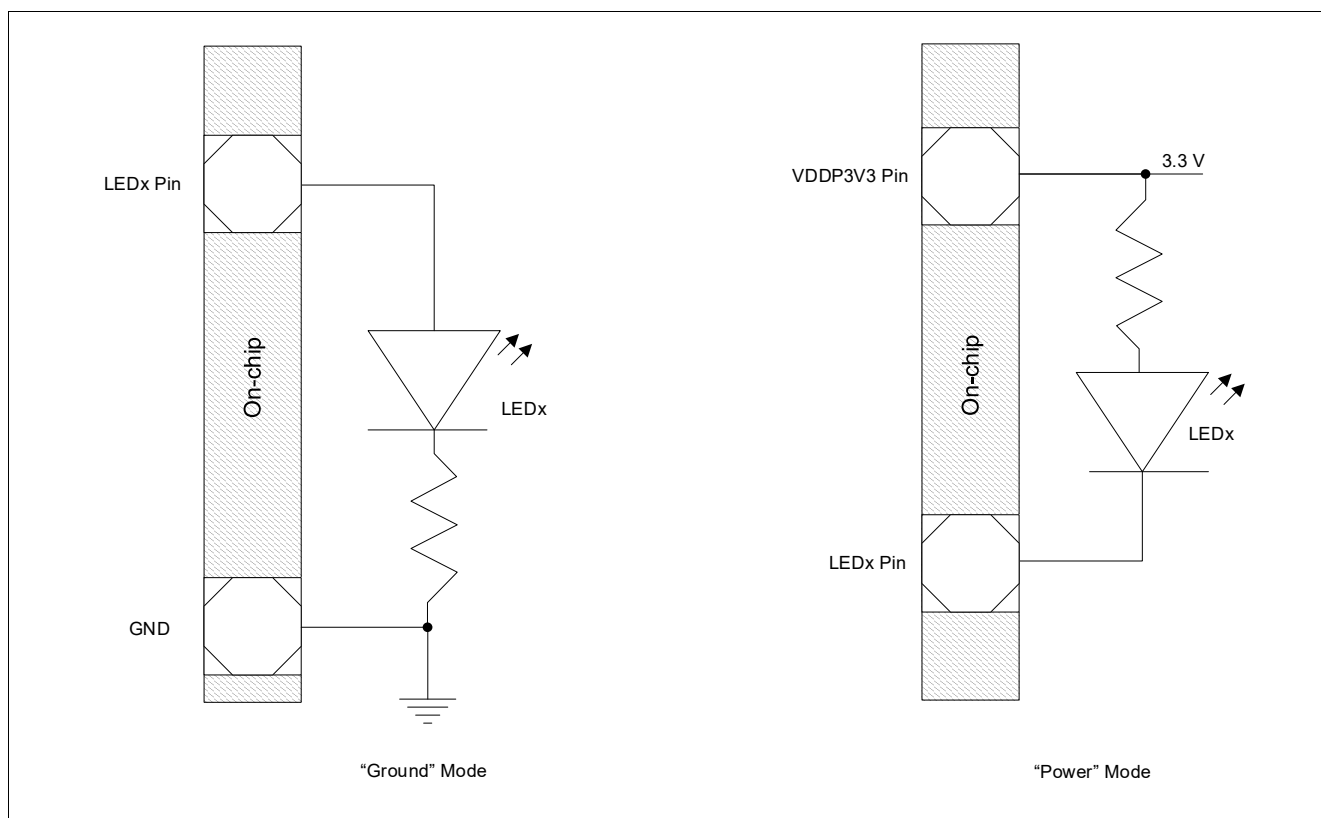 LEDx Pin
On-chip
LEDx
GND
“Ground” Mode
VDDP3V3 Pin
3.3 V
On-chip
LEDx
LEDx Pin
“Power” Mode